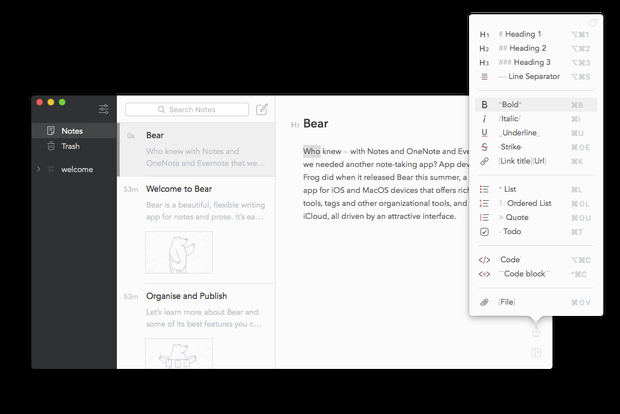 Notes
Trash
welcome
Search Notes
0s
Bear
Who knew with Notes and
OneNote and Evernote that we...
53m
Welcome to Bear
Bear is a beautiful, flexible writing
app for notes and prose. It's ea...
53m
Organise and Publish
Let's learn more about Bear and
some of its best features you c...
H1 Bear
Who knew – with Notes and OneNote and Eve
we needed another note-taking app? App dev
Frog did when it released Bear this summer, a
app for iOS and MacOS devices that offers rich
tools, tags and other organizational tools, and
iCloud, all driven by an attractive interface.
H1 # Heading 1 ⌥⌘1
H2 ## Heading 2 ⌥⌘2
H3 ### Heading 3 ⌥⌘3
--- Line Separator ⌥⌘S
B *Bold* ⌘B
i /Italic/ ⌘I
U _Underline_ ⌘U
S -Strike- ⌘⇧E
[Link title](Url) ⌘K
* List ⌘L
1. Ordered List ⌘⇧L
> Quote ⌘⇧U
- Todo ⌘T
</> `Code` ⌥⌘C
```Code block``` ^⌘C
[File] ⌘⇧V